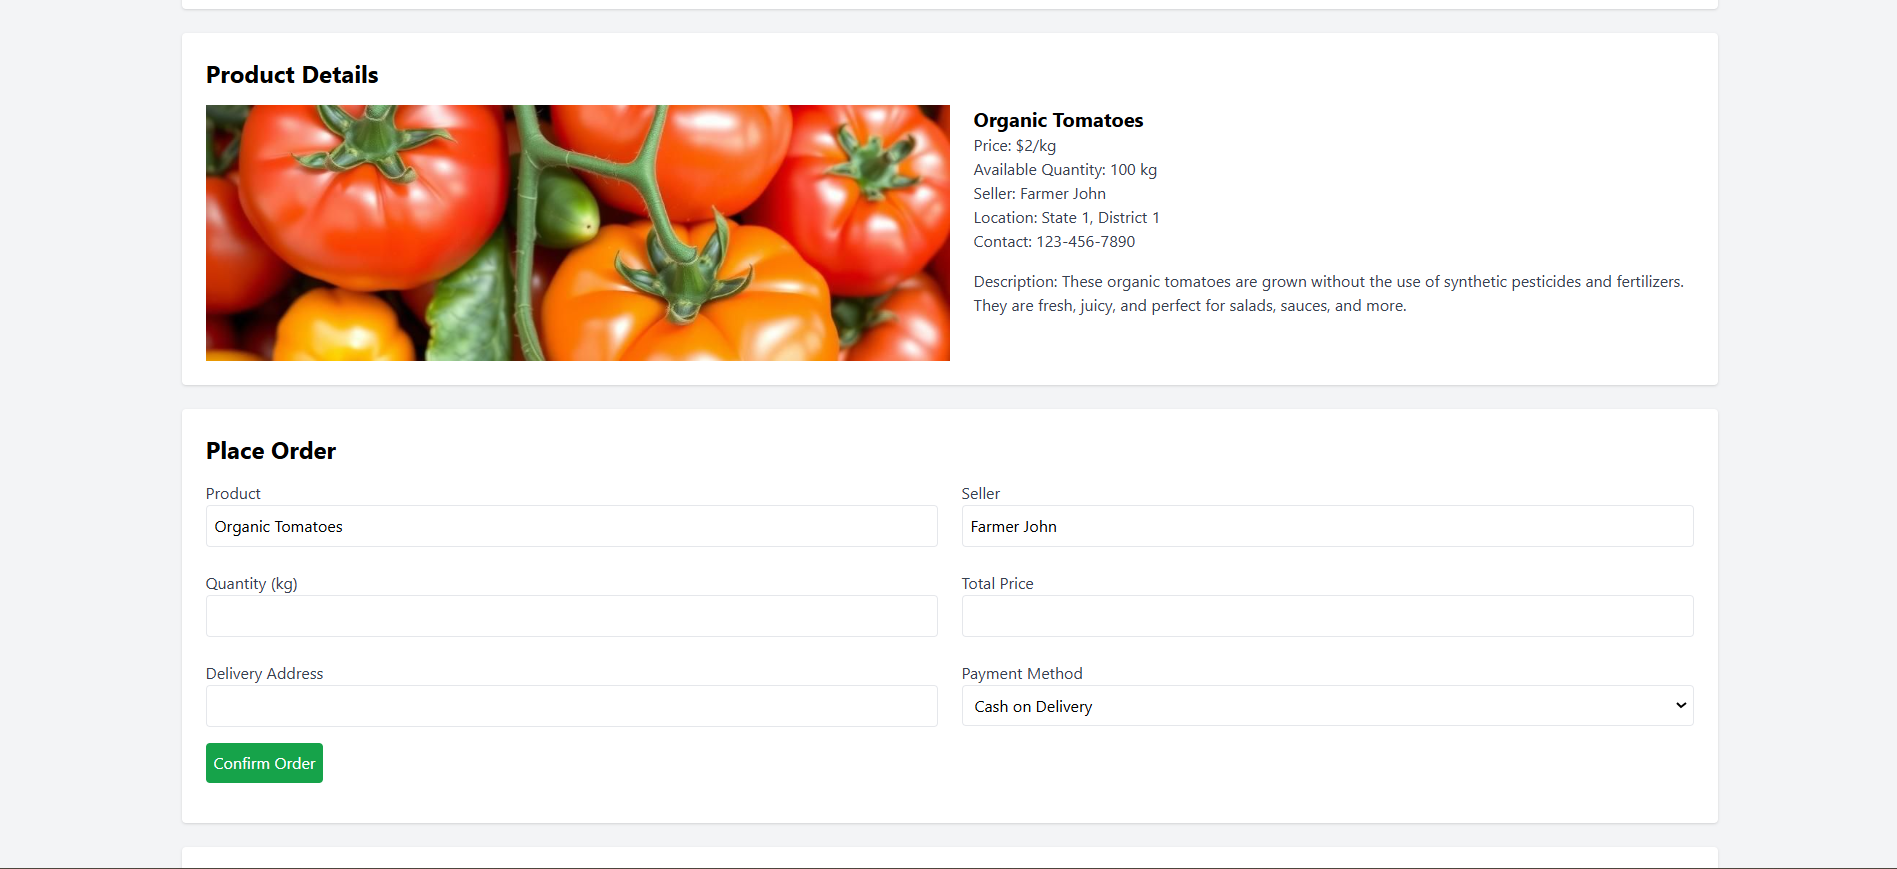 Product Details
Organic Tomatoes
Price: $2/kg
Available Quantity: 100 kg
Seller: Farmer John
Location: State 1, District 1
Contact: 123-456-7890
Description: These organic tomatoes are grown without the use of synthetic pesticides and fertilizers.
They are fresh, juicy, and perfect for salads, sauces, and more.
Place Order
Product
Organic Tomatoes
Seller
Farmer John
Quantity (kg)
Total Price
Delivery Address
Payment Method
Cash on Delivery
Confirm Order